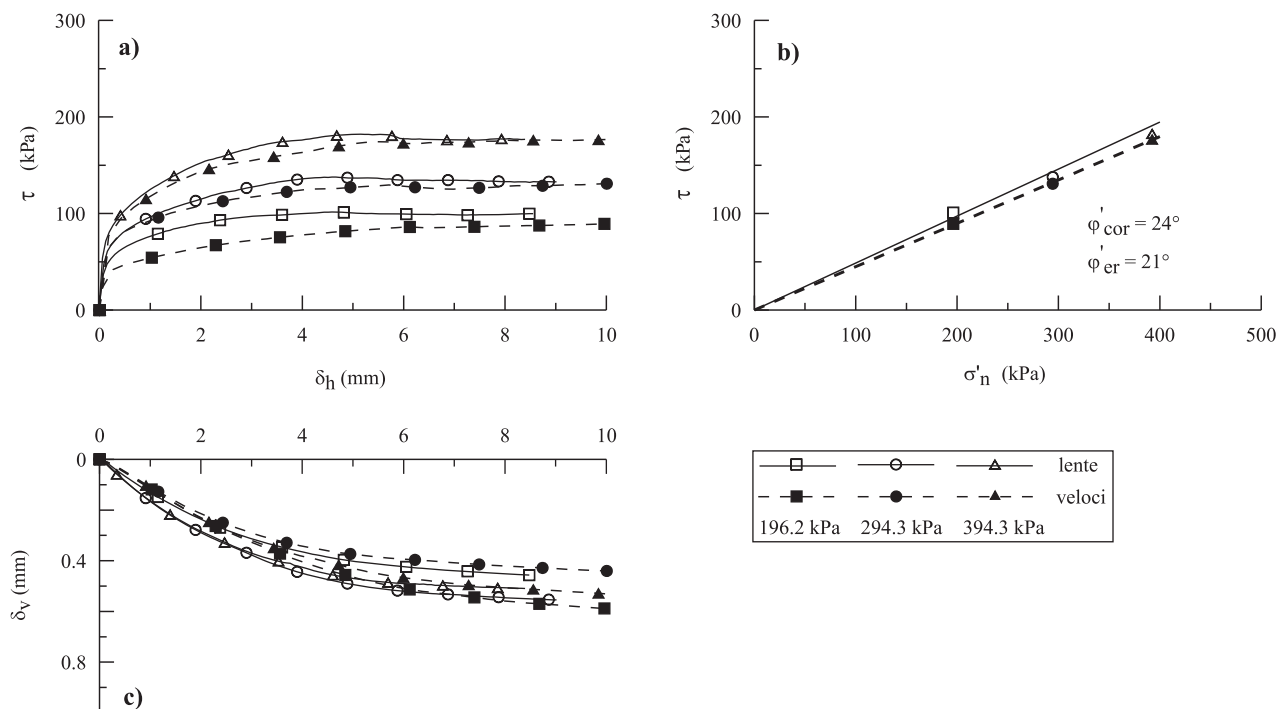 a)
300
200
100
0
τ (kPa)
0 2 4 6 8 10
δh (mm)
b)
300
200
100
0
τ (kPa)
φ'cor = 24°
φ'er = 21°
0 100 200 300 400 500
σ'n (kPa)
0 2 4 6 8 10
0
0.4
0.8
δv (mm)
c)
lente
veloci
196.2 kPa 294.3 kPa 394.3 kPa